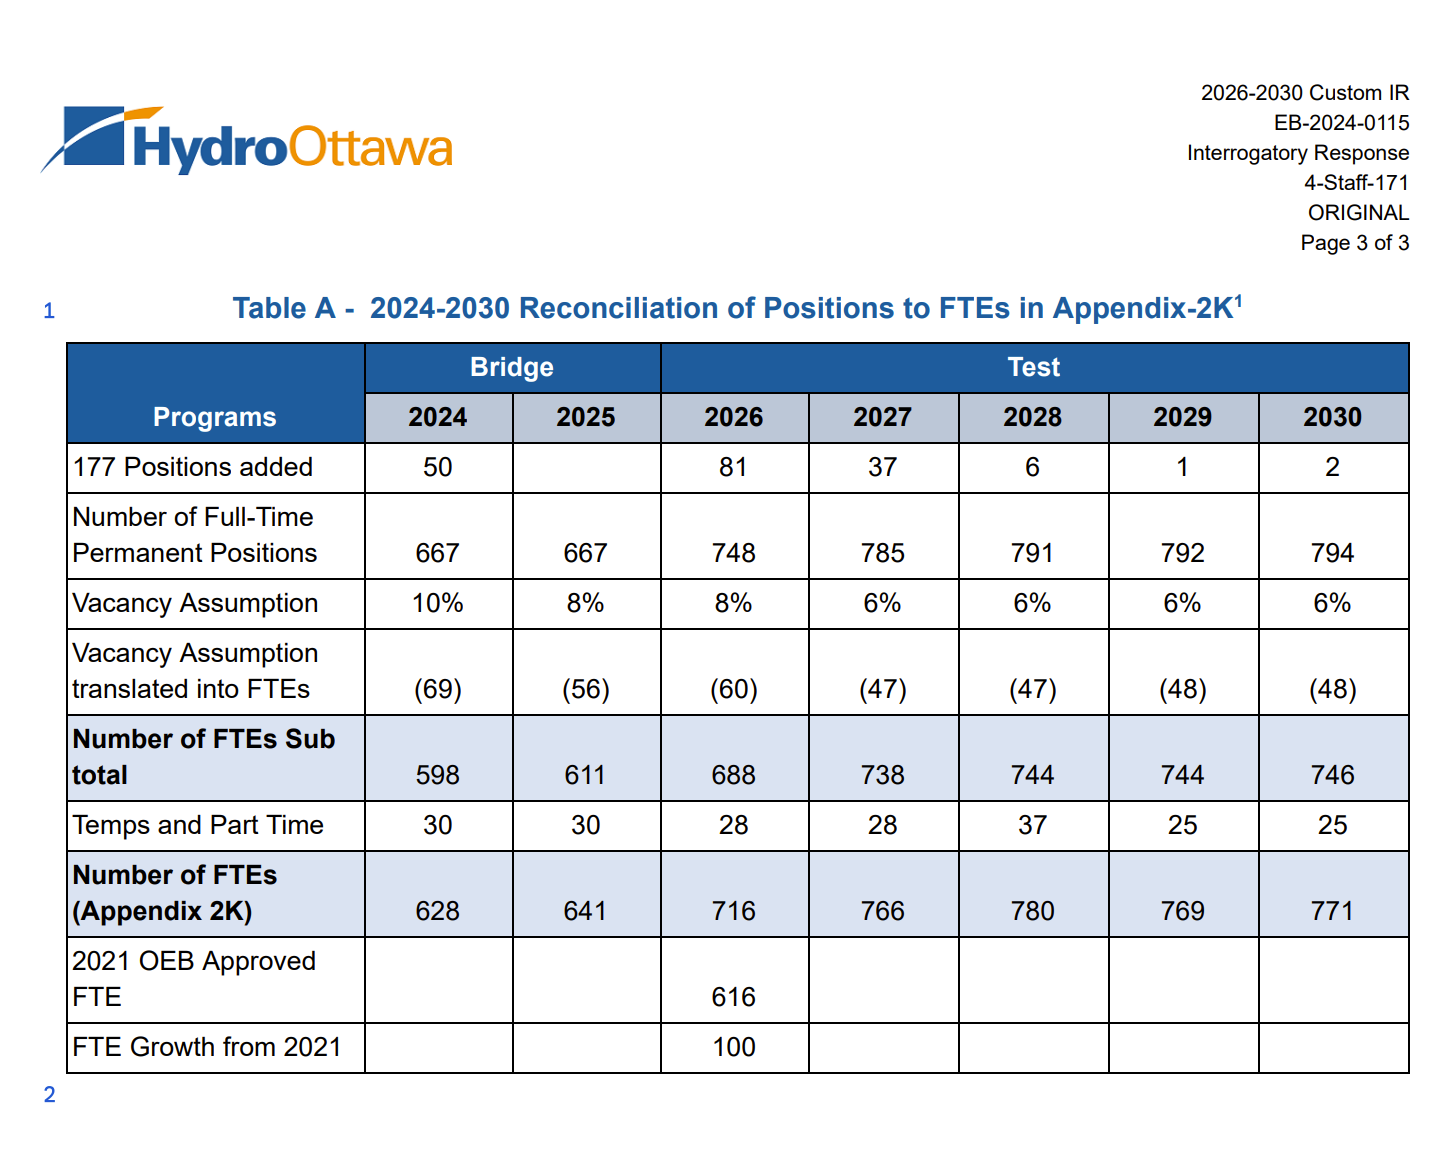 HydroOttawa
2026-2030 Custom IR
EB-2024-0115
Interrogatory Response
4-Staff-171
ORIGINAL
Page 3 of 3
1
Table A - 2024-2030 Reconciliation of Positions to FTEs in Appendix-2K¹
Programs Bridge Test
2024 2025 2026 2027 2028 2029 2030
177 Positions added 50 81 37 6 1 2
Number of Full-Time
Permanent Positions 667 667 748 785 791 792 794
Vacancy Assumption 10% 8% 8% 6% 6% 6% 6%
Vacancy Assumption
translated into FTEs (69) (56) (60) (47) (47) (48) (48)
Number of FTEs Sub
total 598 611 688 738 744 744 746
Temps and Part Time 30 30 28 28 37 25 25
Number of FTEs
(Appendix 2K) 628 641 716 766 780 769 771
2021 OEB Approved
FTE 616
FTE Growth from 2021 100
2